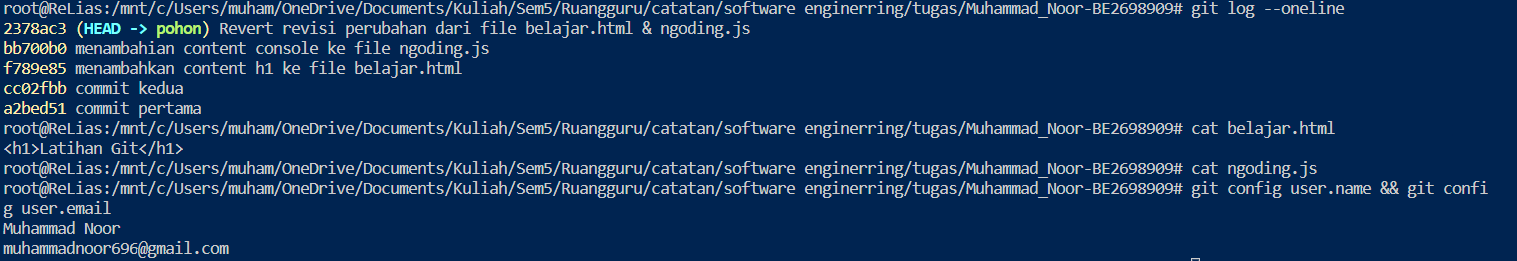 root@ReLias:/mnt/c/Users/muham/OneDrive/Documents/Kuliah/Sem5/Ruangguru/catatan/software enginerring/tugas/Muhammad_Noor-BE2698909# git log --oneline
2378ac3 (HEAD -> pohon) Revert revisi perubahan dari file belajar.html & ngoding.js
bb700b0 menambahian content console ke file ngoding.js
f789e85 menambahkan content h1 ke file belajar.html
cc02fbb commit kedua
a2bed51 commit pertama
root@ReLias:/mnt/c/Users/muham/OneDrive/Documents/Kuliah/Sem5/Ruangguru/catatan/software enginerring/tugas/Muhammad_Noor-BE2698909# cat belajar.html
<h1>Latihan Git</h1>
root@ReLias:/mnt/c/Users/muham/OneDrive/Documents/Kuliah/Sem5/Ruangguru/catatan/software enginerring/tugas/Muhammad_Noor-BE2698909# cat ngoding.js
root@ReLias:/mnt/c/Users/muham/OneDrive/Documents/Kuliah/Sem5/Ruangguru/catatan/software enginerring/tugas/Muhammad_Noor-BE2698909# git config user.name && git confi
g user.email
Muhammad Noor
muhammadnoor696@gmail.com